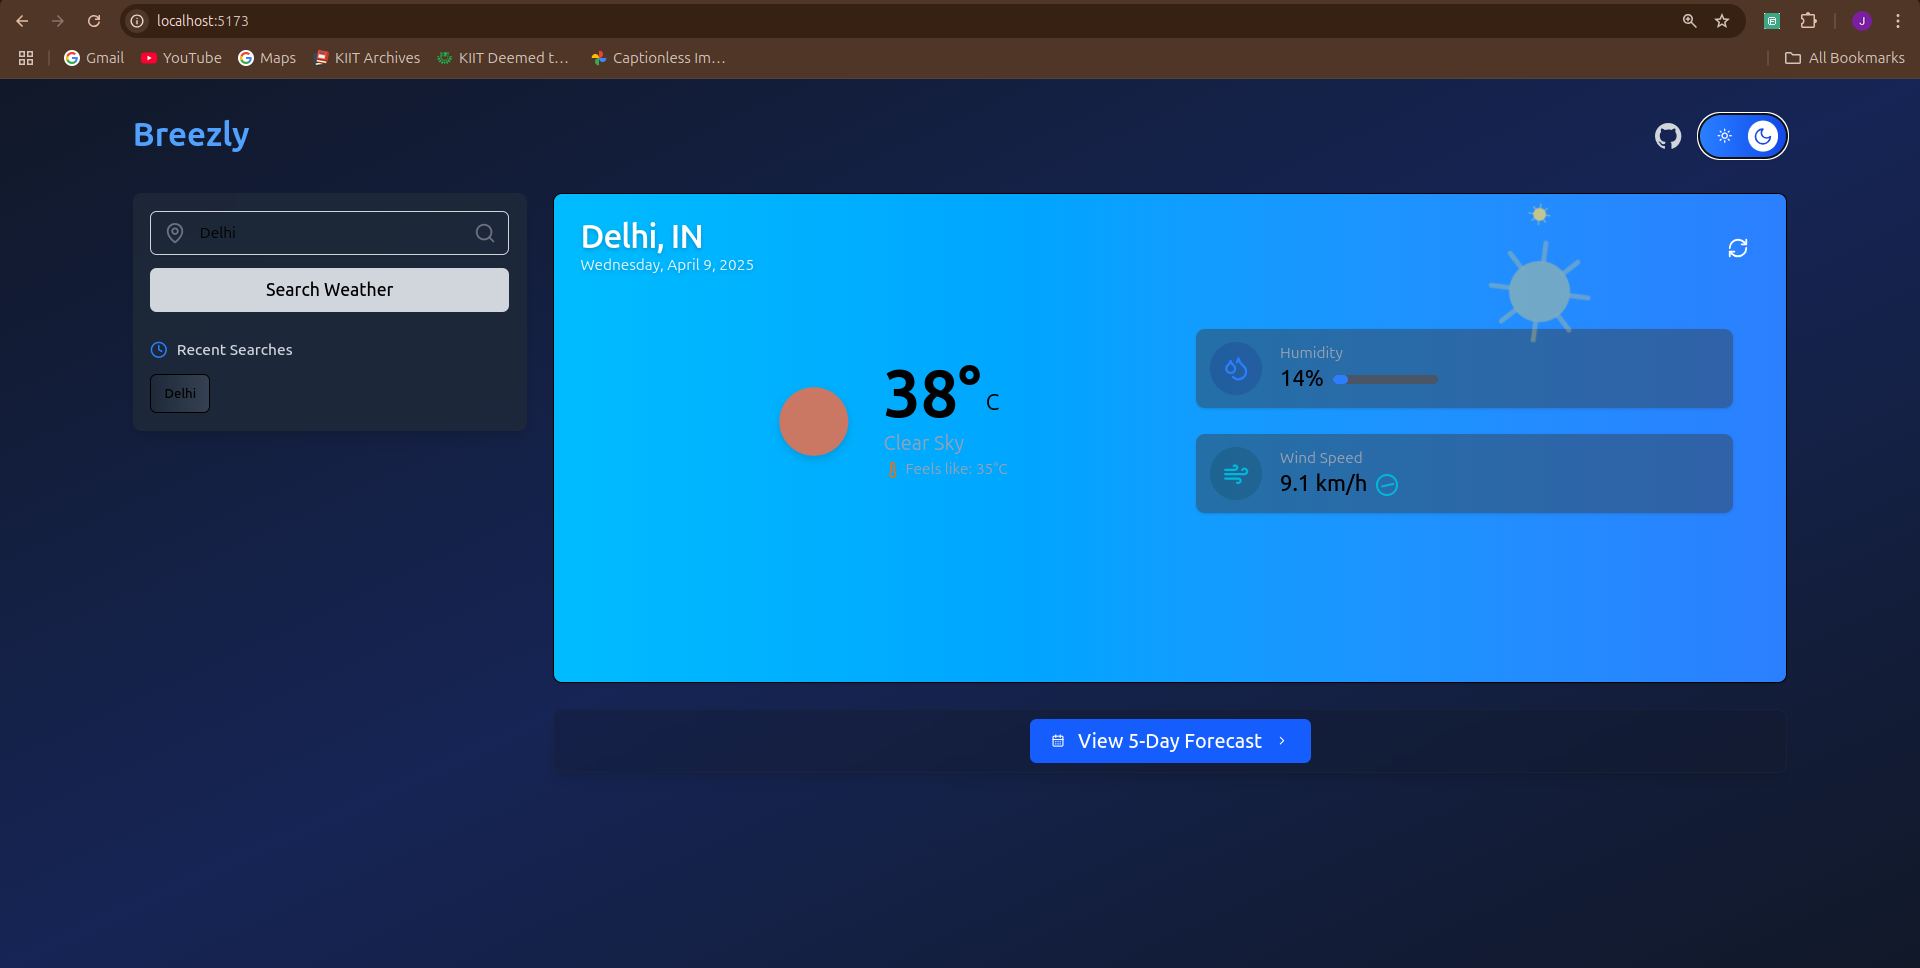 localhost:5173
J
Gmail
YouTube
Maps
KIIT Archives
KIIT Deemed t...
Captionless Im...
All Bookmarks
Breezly
Delhi
Search Weather
Recent Searches
Delhi
Delhi, IN
Wednesday, April 9, 2025
38°C
Clear Sky
Feels like: 35°C
Humidity
14%
Wind Speed
9.1 km/h
View 5-Day Forecast